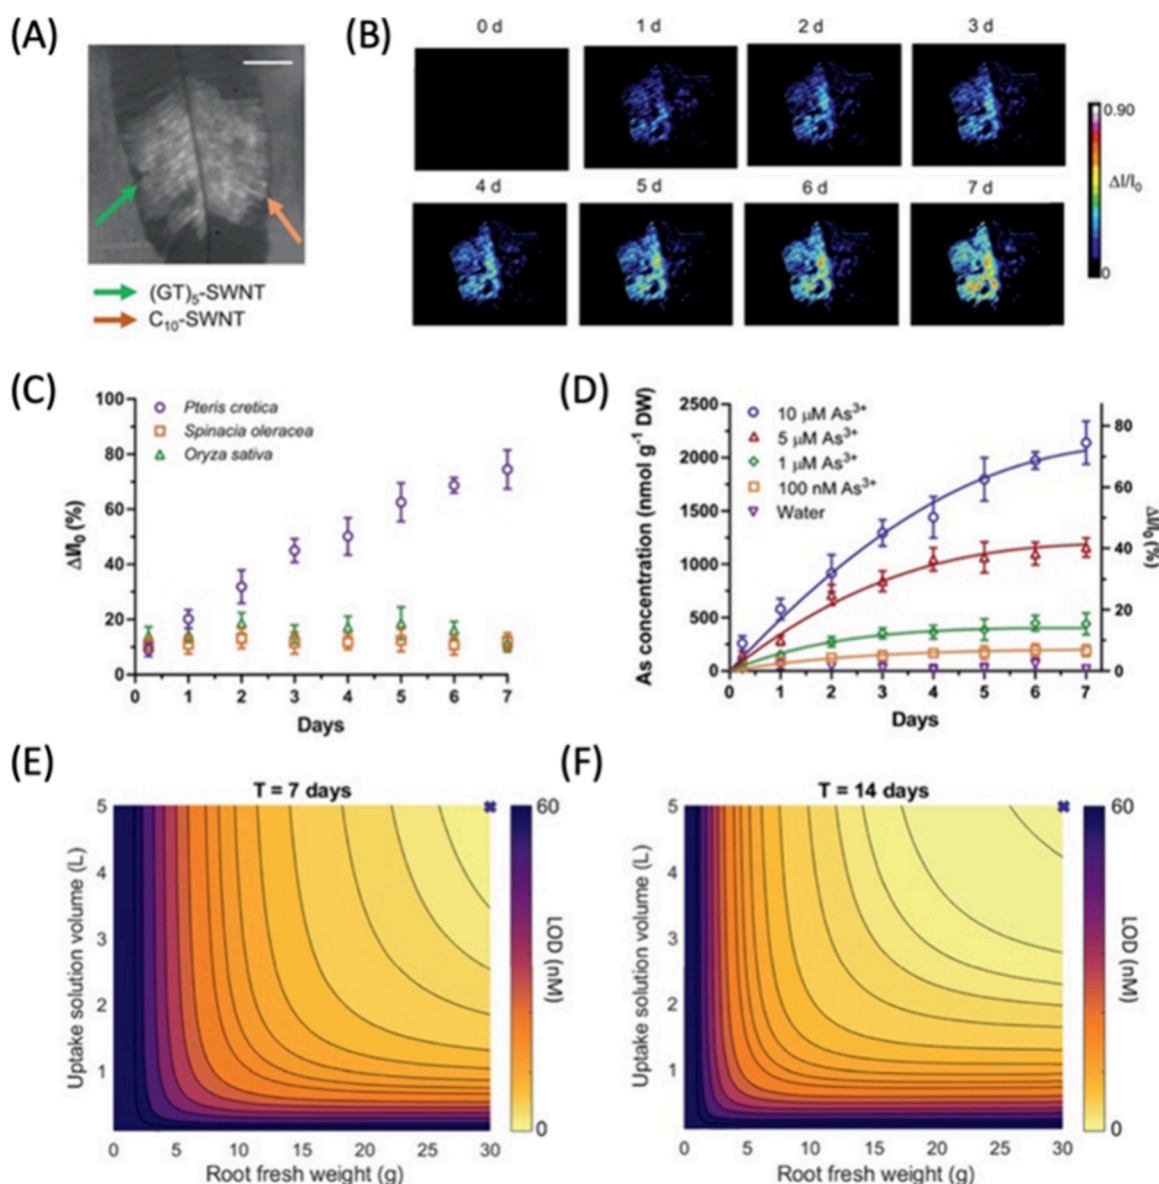 (A)
(GT)₅-SWNT
C₁₀-SWNT
(B)
0 d
1 d
2 d
3 d
4 d
5 d
6 d
7 d
0.90
ΔI/I₀
0
(C)
100
80
60
40
20
0
ΔI/I₀ (%)
Pteris cretica
Spinacia oleracea
Oryza sativa
0 1 2 3 4 5 6 7
Days
(D)
As concentration (nmol g⁻¹ DW)
2500
2000
1500
1000
500
0
10 μM As³⁺
5 μM As³⁺
1 μM As³⁺
100 nM As³⁺
Water
80
60
40
20
0
ΔI/I₀ (%)
0 1 2 3 4 5 6 7
Days
(E)
T = 7 days
Uptake solution volume (L)
5
4
3
2
1
0 5 10 15 20 25 30
Root fresh weight (g)
60
LOD (nM)
0
(F)
T = 14 days
Uptake solution volume (L)
5
4
3
2
1
0 5 10 15 20 25 30
Root fresh weight (g)
60
LOD (nM)
0